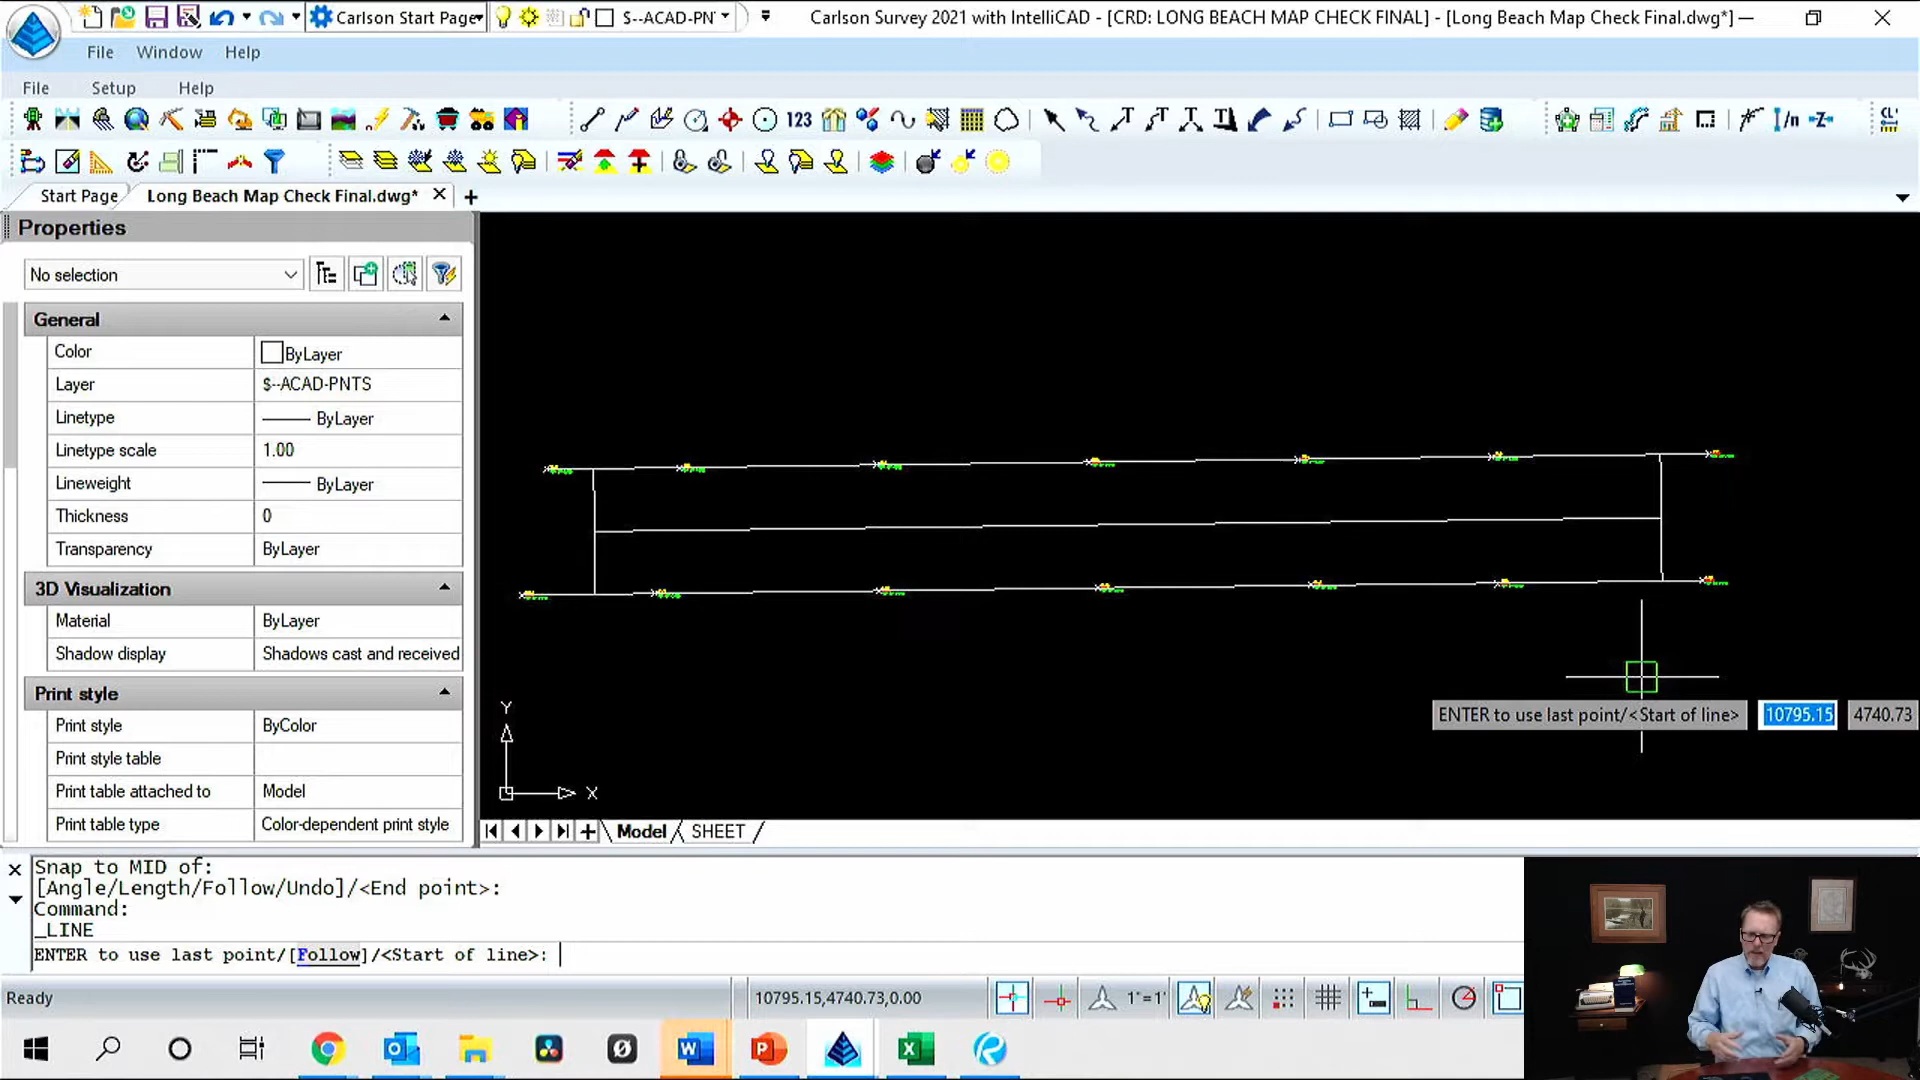 Carlson Start Page
$--ACAD-PN
Carlson Survey 2021 with IntelliCAD - [CRD: LONG BEACH MAP CHECK FINAL] - [Long Beach Map Check Final.dwg*]
File Window Help
File Setup Help
123
/n
-Z-
CL'
Start Page
Long Beach Map Check Final.dwg*
Properties
No selection
General
Color ByLayer
Layer $--ACAD-PNTS
Linetype ByLayer
Linetype scale 1.00
Lineweight ByLayer
Thickness 0
Transparency ByLayer
3D Visualization
Material ByLayer
Shadow display Shadows cast and received
Print style
Print style ByColor
Print style table
Print table attached to Model
Print table type Color-dependent print style
Y
X
ENTER to use last point/<Start of line> 10795.15 4740.73
Model SHEET
Snap to MID of:
[Angle/Length/Follow/Undo]/<End point>:
Command:
_LINE
ENTER to use last point/[Follow]/<Start of line>:
Ready
10795.15,4740.73,0.00
1"=1'